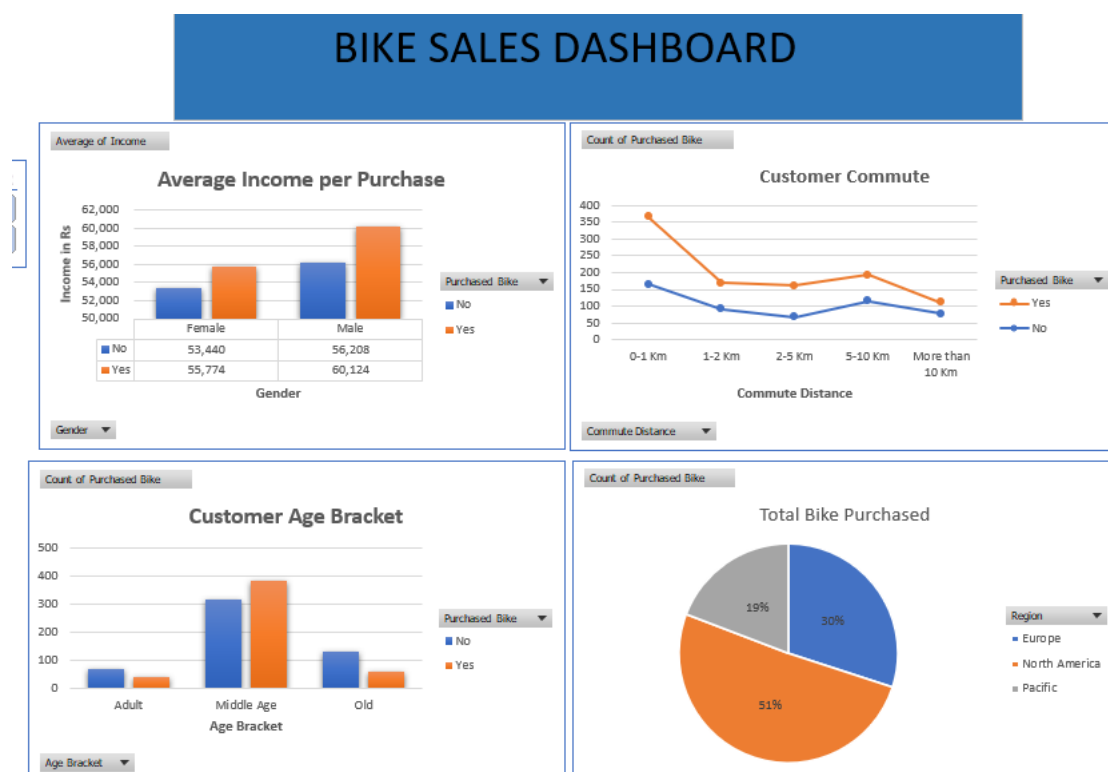 BIKE SALES DASHBOARD
Average of Income
Average Income per Purchase
62,000
60,000
58,000
56,000
54,000
52,000
50,000
Income in Rs
Female Male
No 53,440 56,208
Yes 55,774 60,124
Gender
Purchased Bike
No
Yes
Gender
Count of Purchased Bike
Customer Commute
400
350
300
250
200
150
100
50
0
0-1 Km 1-2 Km 2-5 Km 5-10 Km More than
10 Km
Commute Distance
Purchased Bike
Yes
No
Commute Distance
Count of Purchased Bike
Customer Age Bracket
500
400
300
200
100
0
Adult Middle Age Old
Age Bracket
Purchased Bike
No
Yes
Age Bracket
Count of Purchased Bike
Total Bike Purchased
19%
30%
51%
Region
Europe
North America
Pacific